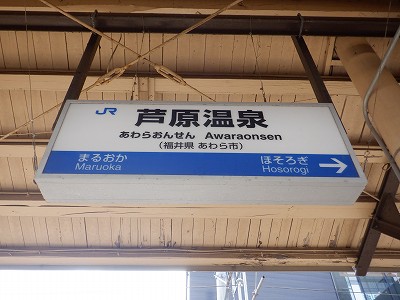 JR 芦原温泉
あわらおんせん Awaraonsen
（福井県 あわら市）
まるおか ほそろぎ
Maruoka Hosorogi